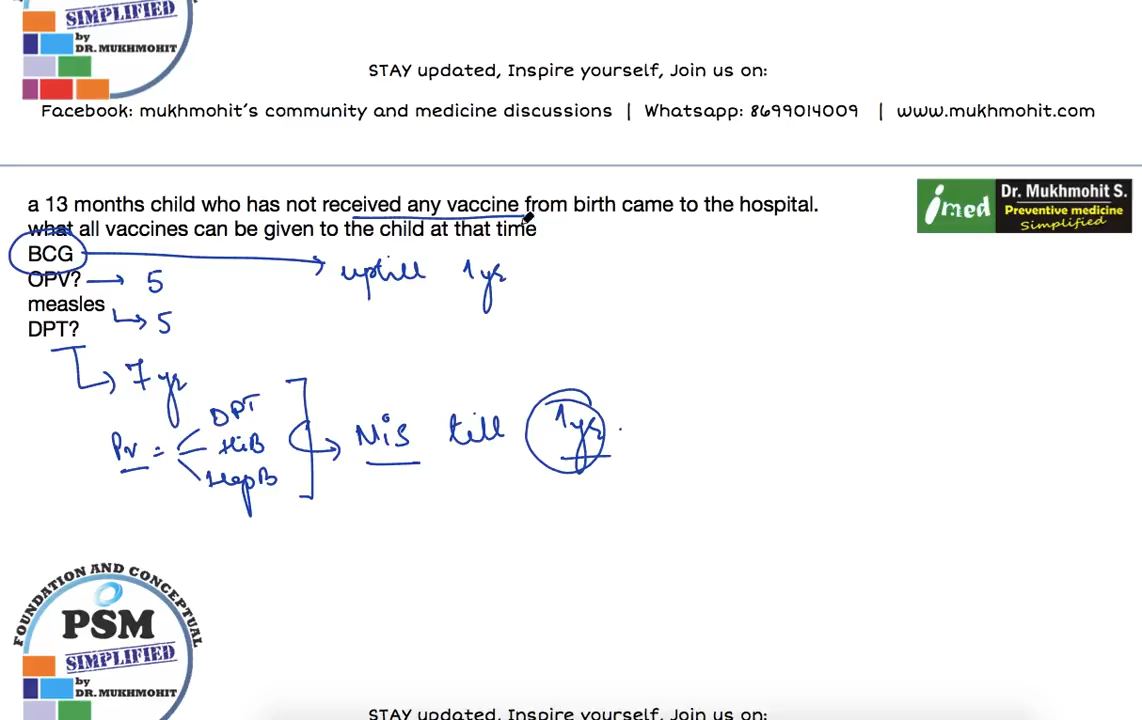 SIMPLIFIED
by
DR. MUKHMOHIT
STAY updated, Inspire yourself, Join us on:
Facebook: mukhmohit's community and medicine discussions | Whatsapp: 8699014009 | www.mukhmohit.com
imed
Dr. Mukhmohit S.
Preventive medicine
Simplified
a 13 months child who has not received any vaccine from birth came to the hospital.
what all vaccines can be given to the child at that time
BCG → uptill 1yr
OPV? → 5
measles
→ 5
DPT?
→ 7 yr
DPT
Pv = HiB → NiS till 1yr.
HepB
FOUNDATION AND CONCEPTUAL
PSM
SIMPLIFIED
by
DR. MUKHMOHIT
STAY updated, Inspire yourself, Join us on: